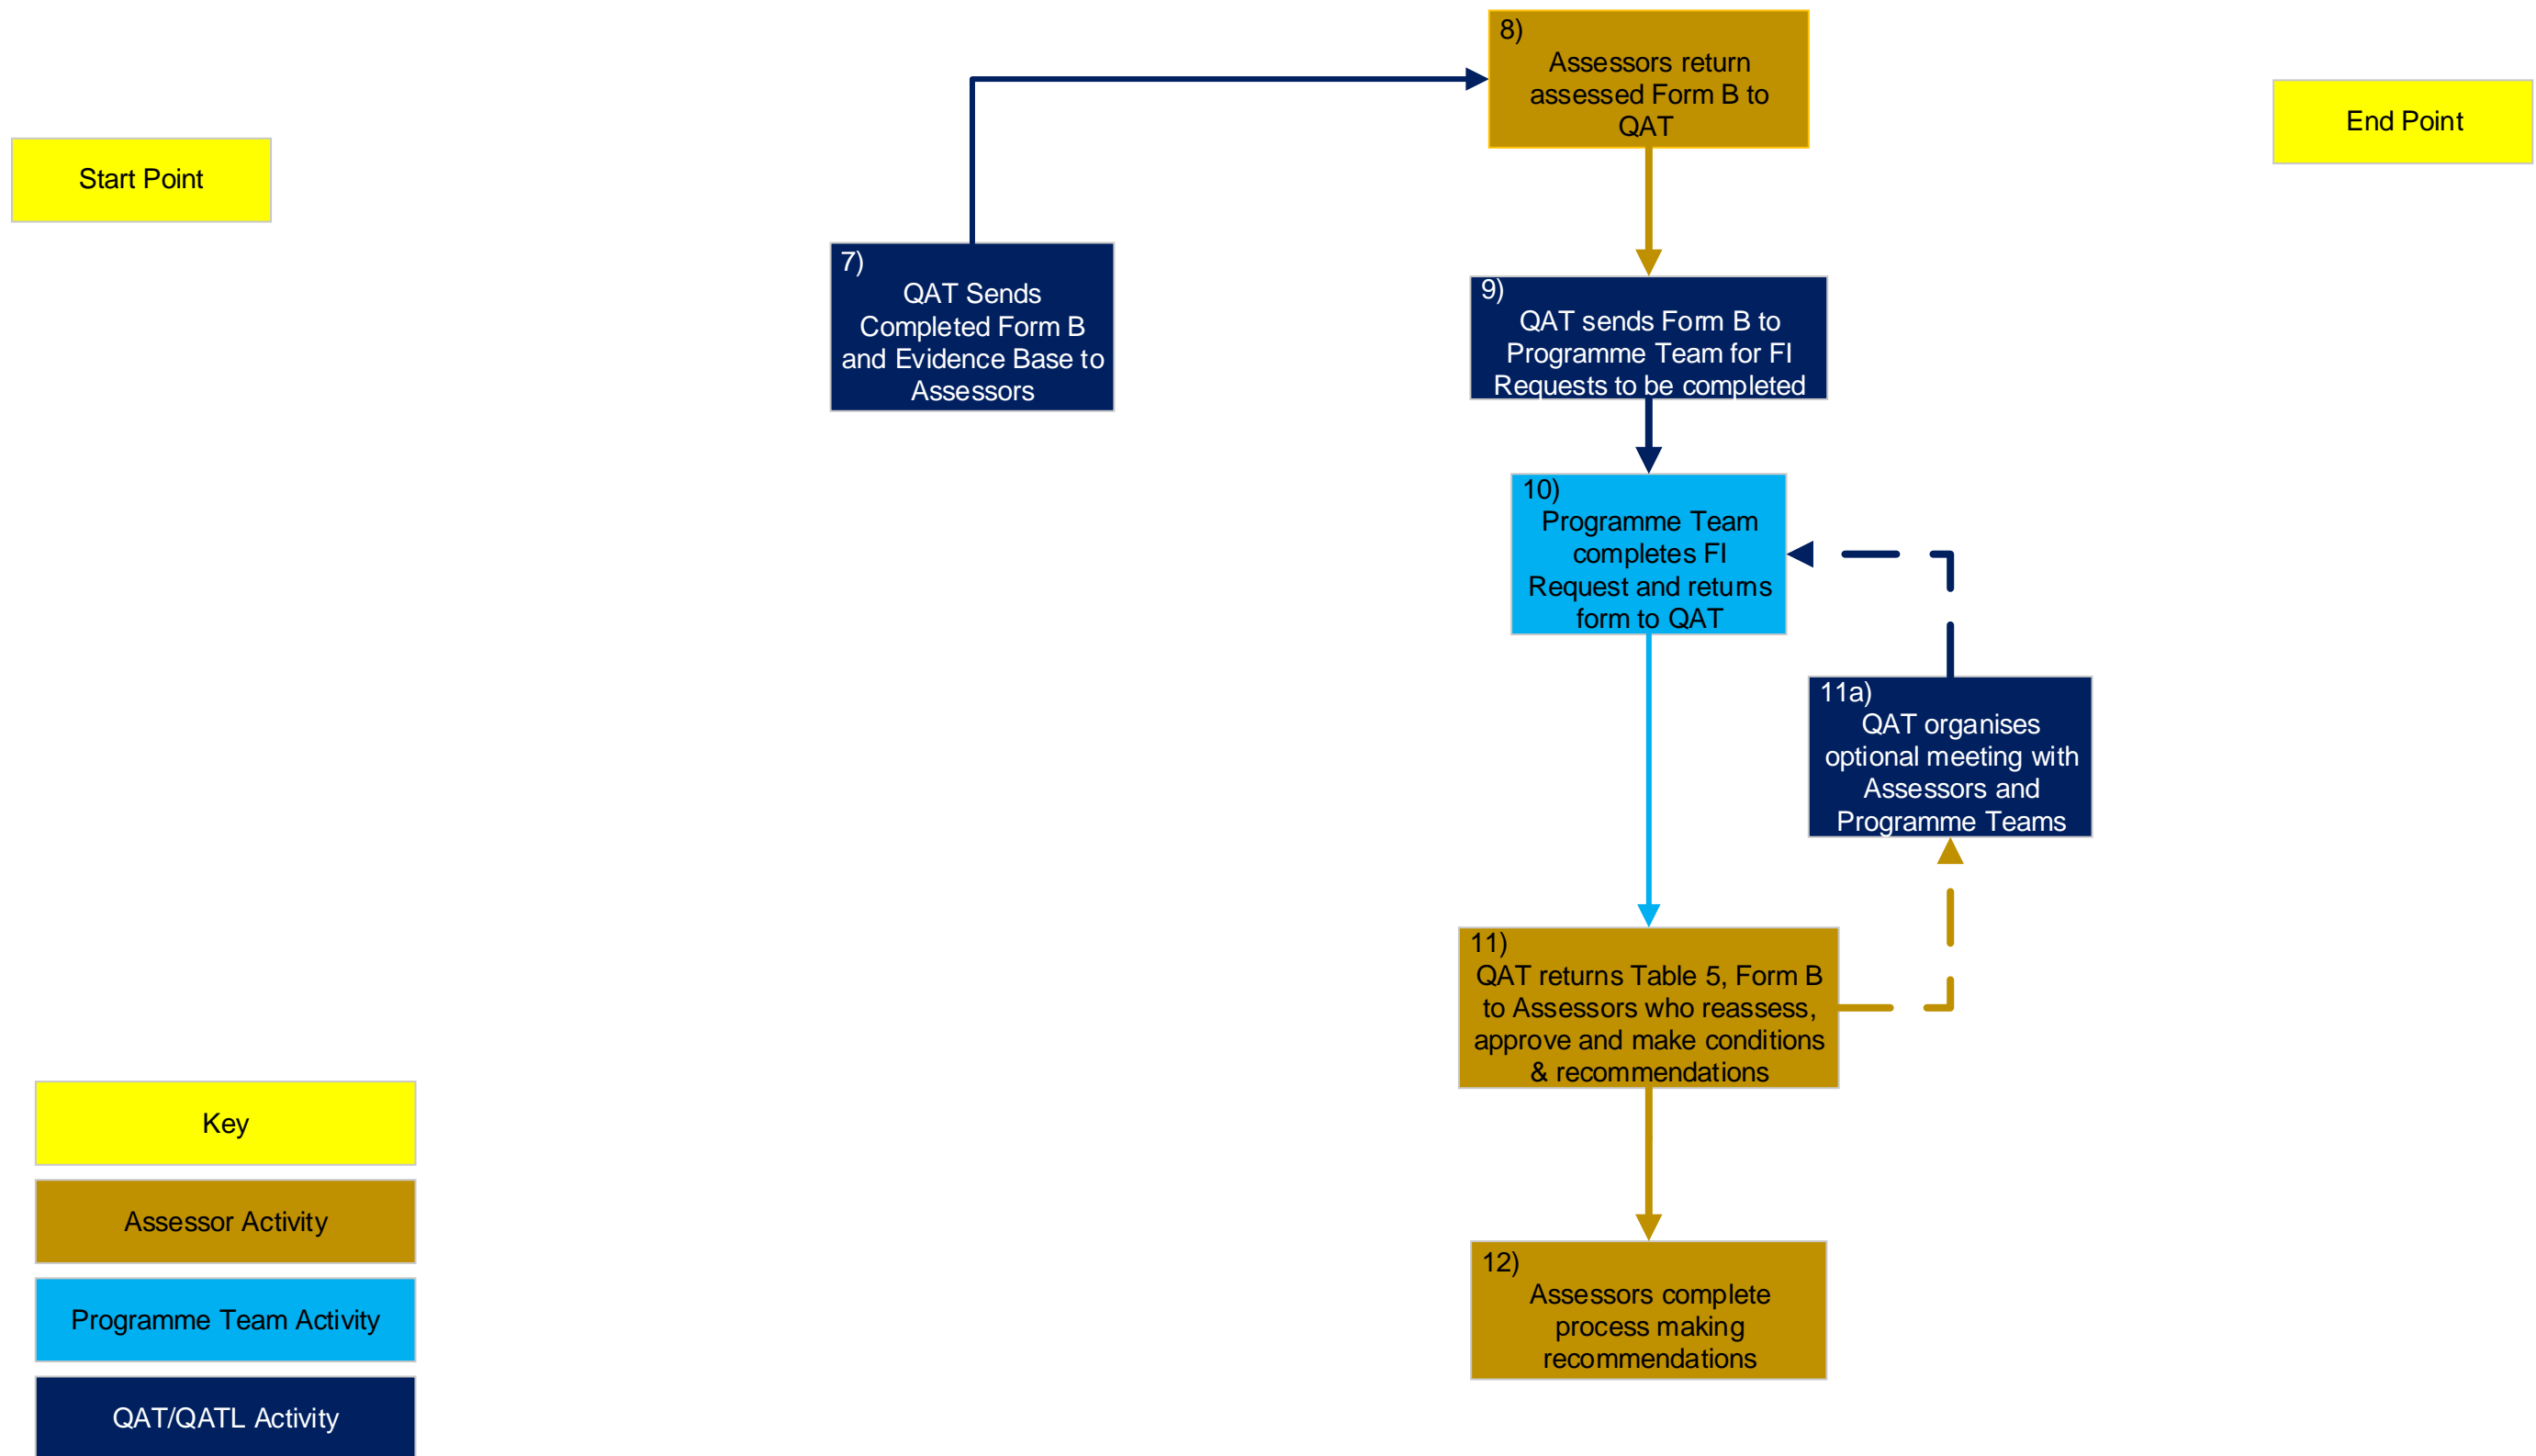 Start Point
7)
QAT Sends
Completed Form B
and Evidence Base to
Assessors
8)
Assessors return
assessed Form B to
QAT
End Point
9)
QAT sends Form B to
Programme Team for FI
Requests to be completed
10)
Programme Team
completes FI
Request and returns
form to QAT
11a)
QAT organises
optional meeting with
Assessors and
Programme Teams
11)
QAT returns Table 5, Form B
to Assessors who reassess,
approve and make conditions
& recommendations
12)
Assessors complete
process making
recommendations
Key
Assessor Activity
Programme Team Activity
QAT/QATL Activity